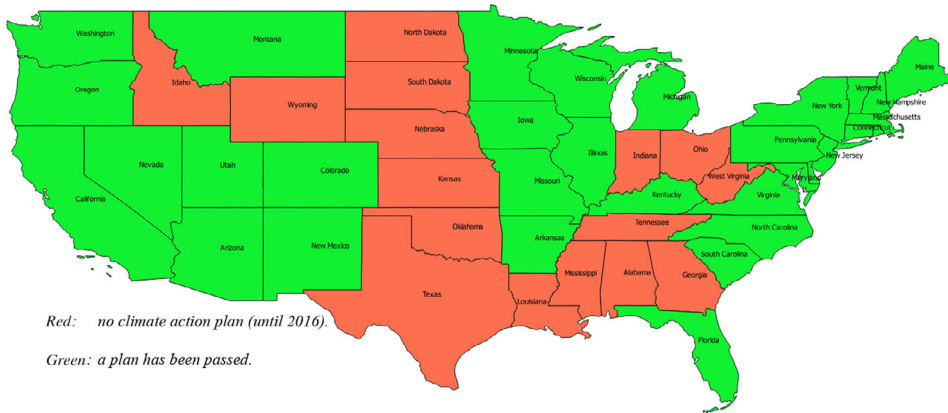 Washington
Montana
North Dakota
Minnesota
Maine
Oregon
Idaho
South Dakota
Wisconsin
Michigan
Vermont
New Hampshire
New York
Massachusetts
Connecticut
Wyoming
Nebraska
Iowa
Pennsylvania
New Jersey
Nevada
Utah
Colorado
Illinois
Indiana
Ohio
West Virginia
Maryland
Kansas
Missouri
Kentucky
Virginia
California
Arizona
New Mexico
Oklahoma
Arkansas
Tennessee
North Carolina
South Carolina
Texas
Louisiana
Mississippi
Alabama
Georgia
Florida
Red: no climate action plan (until 2016).
Green: a plan has been passed.